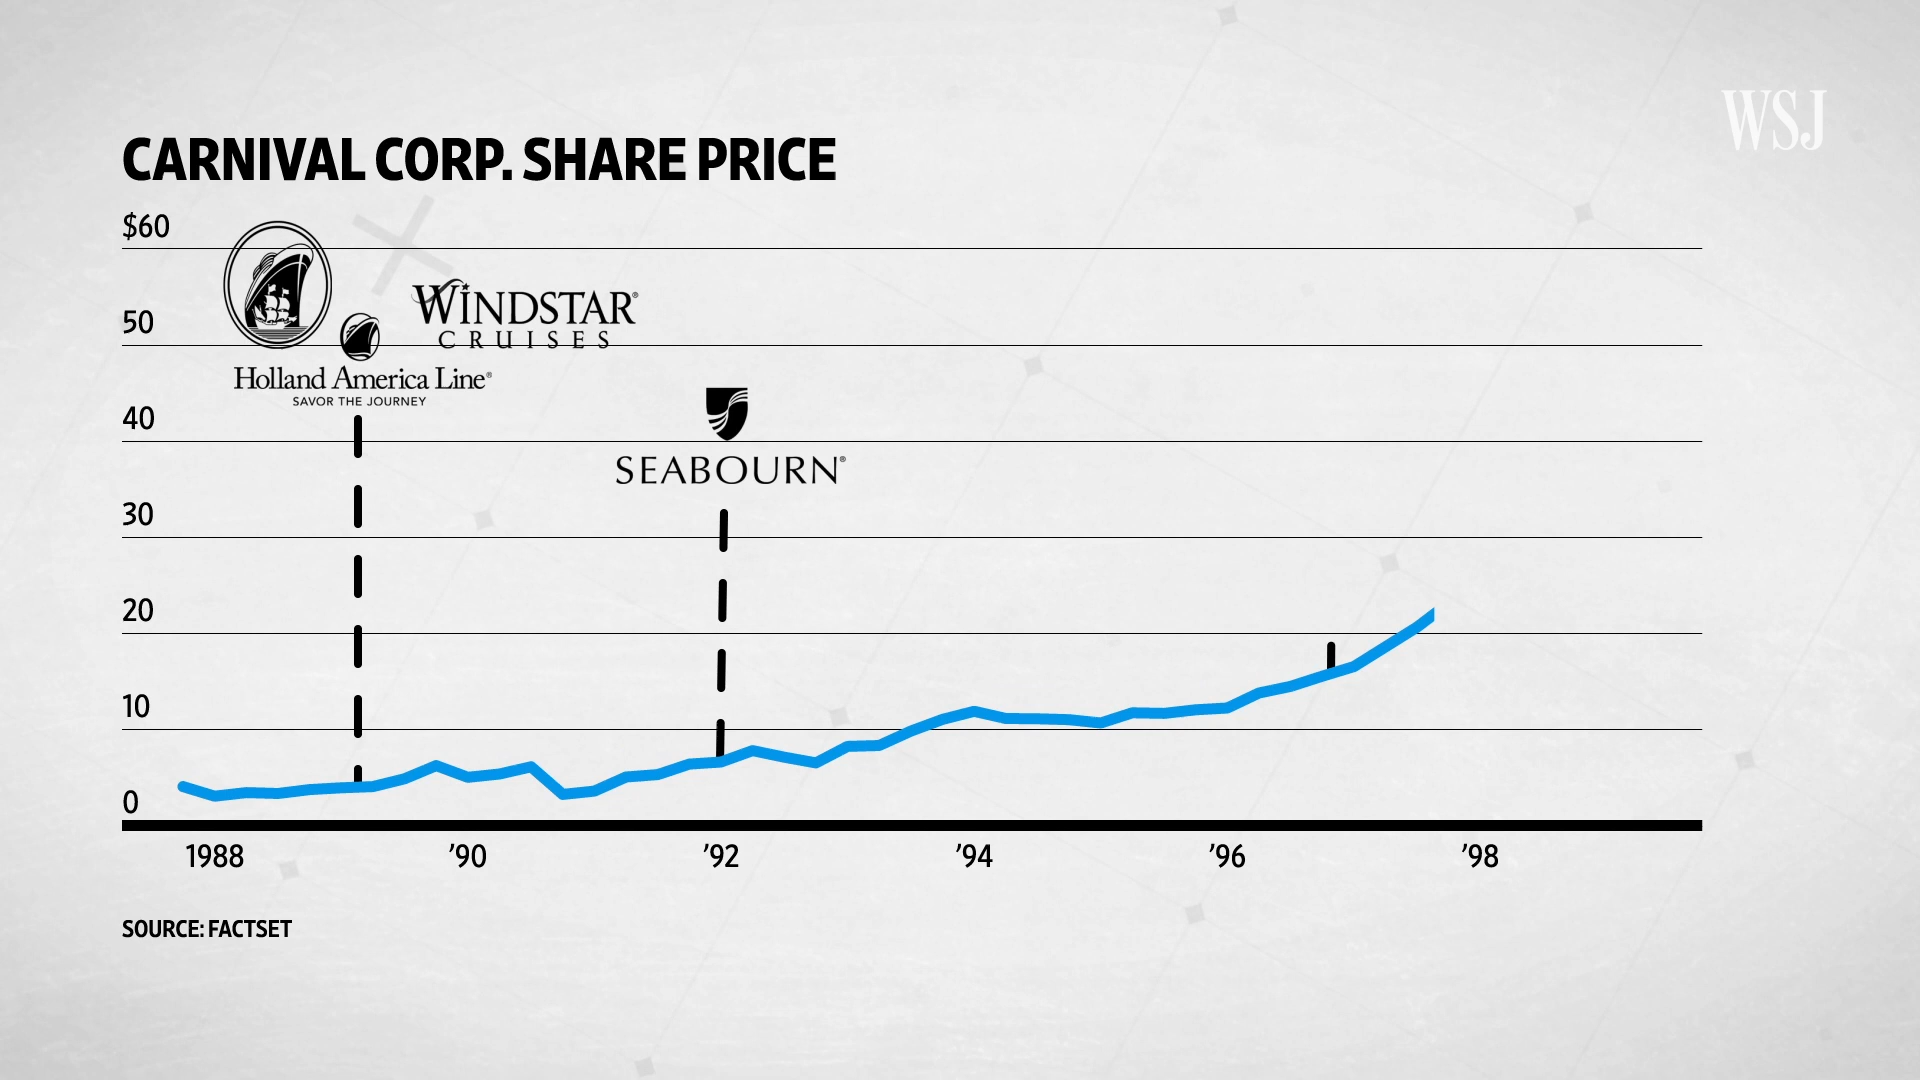 WSJ
CARNIVAL CORP. SHARE PRICE
$60
WINDSTAR®
CRUISES
50
Holland America Line®
SAVOR THE JOURNEY
40
SEABOURN®
30
20
10
0
1988 ’90 ’92 ’94 ’96 ’98
SOURCE: FACTSET